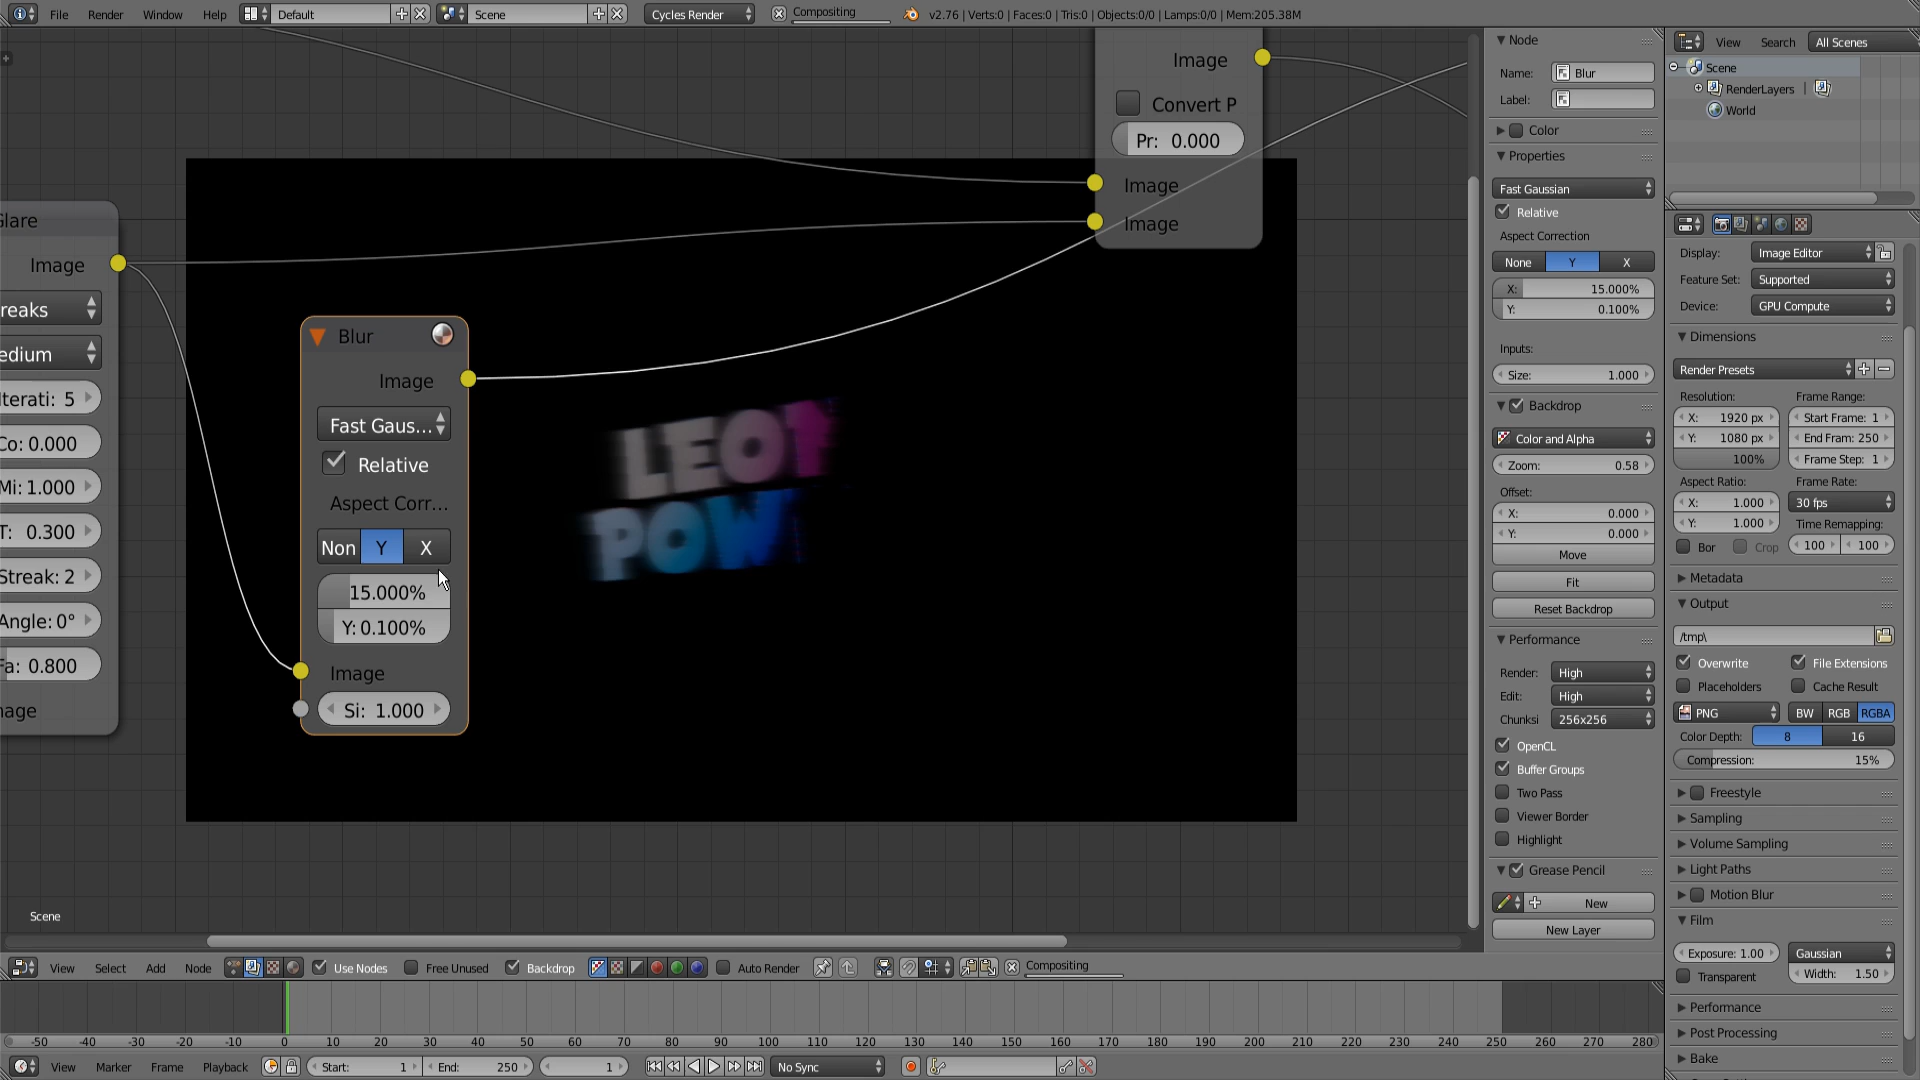 File Render Window Help Default Scene Cycles Render Compositing v2.76 | Verts:0 | Faces:0 | Tris:0 | Objects:0/0 | Lamps:0/0 | Mem:205.38M
Image
Convert P
Pr: 0.000
Image
Image
Glare
Image
reaks
edium
Iterati: 5
Co: 0.000
Mi: 1.000
T: 0.300
Streak: 2
Angle: 0°
Fa: 0.800
mage
Blur
Image
Fast Gaus...
Relative
Aspect Corr...
Non Y X
15.000%
Y: 0.100%
Image
Si: 1.000
LEOT
POW
Scene
Node
Name: Blur
Label:
Color
Properties
Fast Gaussian
Relative
Aspect Correction
None Y X
X: 15.000%
Y: 0.100%
Inputs:
Size: 1.000
Backdrop
Color and Alpha
Zoom: 0.58
Offset:
X: 0.000
Y: 0.000
Move
Fit
Reset Backdrop
Performance
Render: High
Edit: High
Chunksi 256x256
OpenCL
Buffer Groups
Two Pass
Viewer Border
Highlight
Grease Pencil
New
New Layer
View Search All Scenes
Scene
RenderLayers |
World
Display: Image Editor
Feature Set: Supported
Device: GPU Compute
Dimensions
Render Presets
Resolution: Frame Range:
X: 1920 px Start Frame: 1
Y: 1080 px End Fram: 250
100% Frame Step: 1
Aspect Ratio: Frame Rate:
X: 1.000 30 fps
Y: 1.000 Time Remapping:
Bor Crop 100 100
Metadata
Output
/tmp\
Overwrite File Extensions
Placeholders Cache Result
PNG BW RGB RGBA
Color Depth: 8 16
Compression: 15%
Freestyle
Sampling
Volume Sampling
Light Paths
Motion Blur
Film
Exposure: 1.00 Gaussian
Transparent Width: 1.50
Performance
Post Processing
Bake
View Select Add Node Use Nodes Free Unused Backdrop Auto Render Compositing
-50 -40 -30 -20 -10 0 10 20 30 40 50 60 70 80 90 100 110 120 130 140 150 160 170 180 190 200 210 220 230 240 250 260 270 280
View Marker Frame Playback Start: 1 End: 250 1 No Sync